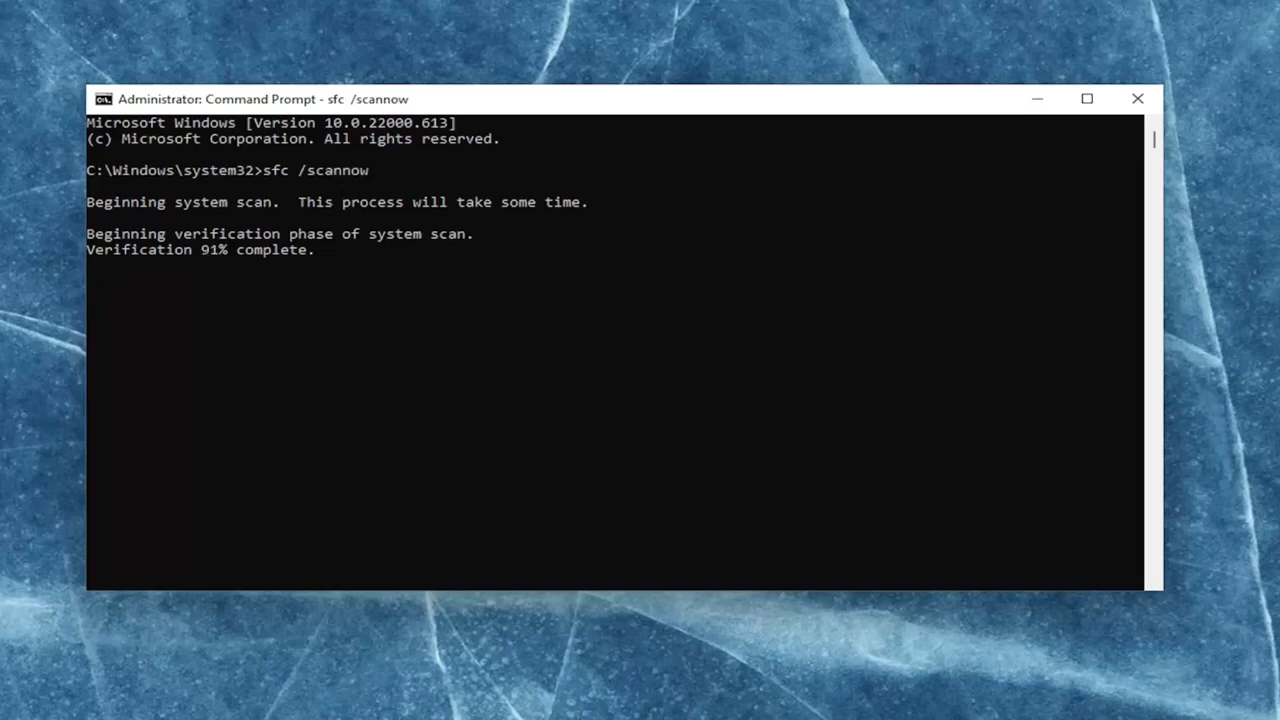 Administrator: Command Prompt - sfc  /scannow
Microsoft Windows [Version 10.0.22000.613]
(c) Microsoft Corporation. All rights reserved.
C:\Windows\system32>sfc /scannow
Beginning system scan.  This process will take some time.
Beginning verification phase of system scan.
Verification 91% complete.